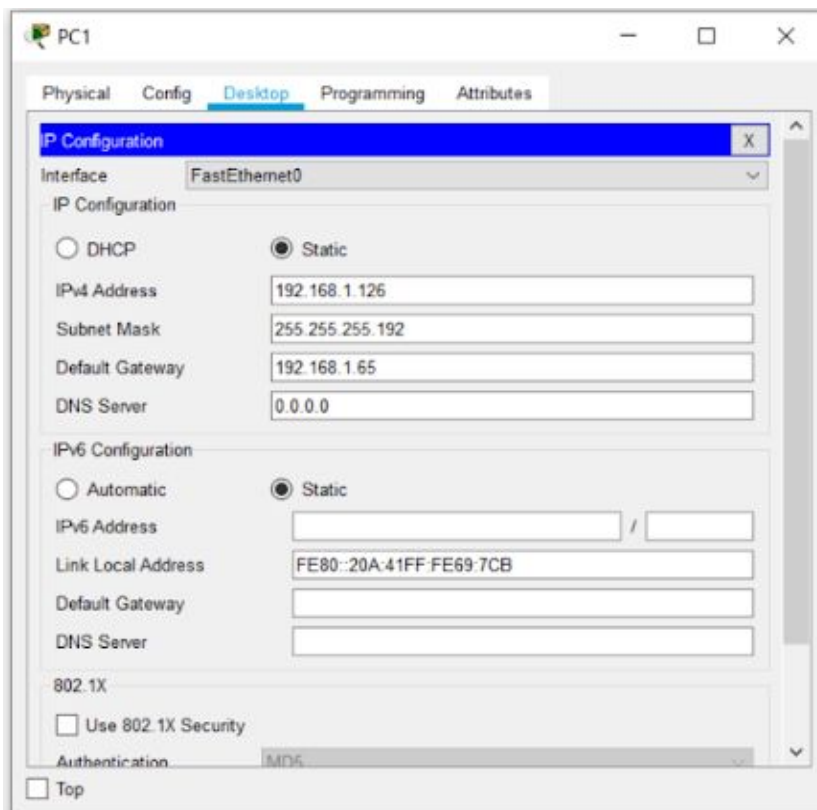 PC1
Physical Config Desktop Programming Attributes
IP Configuration X
Interface FastEthernet0
IP Configuration
DHCP Static
IPv4 Address 192.168.1.126
Subnet Mask 255.255.255.192
Default Gateway 192.168.1.65
DNS Server 0.0.0.0
IPv6 Configuration
Automatic Static
IPv6 Address /
Link Local Address FE80::20A:41FF:FE69:7CB
Default Gateway
DNS Server
802.1X
Use 802.1X Security
Authentication MD5
Top